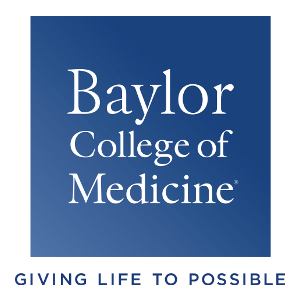 Baylor
College of
Medicine®
GIVING LIFE TO POSSIBLE